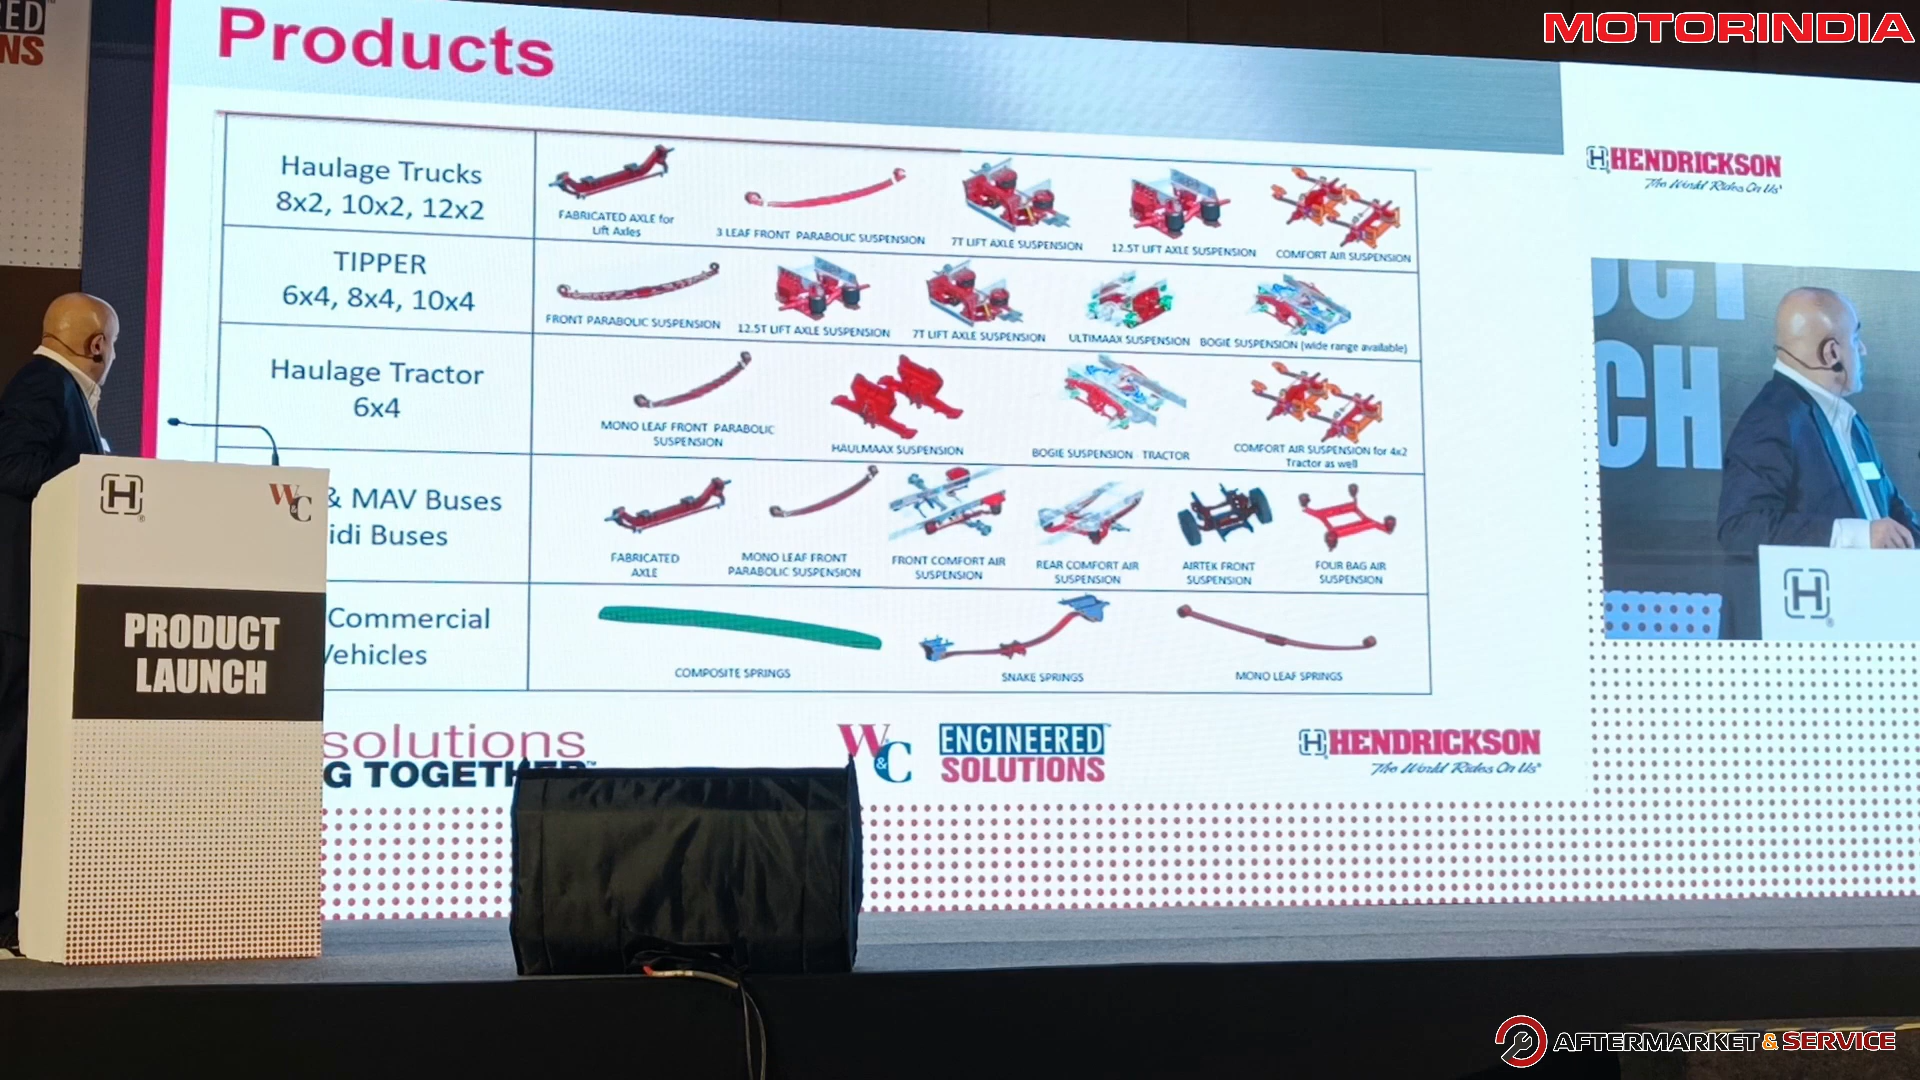 MOTORINDIA
Products
HENDRICKSON
The World Rides On Us
Haulage Trucks
8x2, 10x2, 12x2
FABRICATED AXLE for
Lift Axles
3 LEAF FRONT PARABOLIC SUSPENSION
7T LIFT AXLE SUSPENSION
12.5T LIFT AXLE SUSPENSION
COMFORT AIR SUSPENSION
TIPPER
6x4, 8x4, 10x4
FRONT PARABOLIC SUSPENSION
12.5T LIFT AXLE SUSPENSION
7T LIFT AXLE SUSPENSION
ULTIMAAX SUSPENSION
BOGIE SUSPENSION (wide range available)
Haulage Tractor
6x4
MONO LEAF FRONT PARABOLIC
SUSPENSION
HAULMAAX SUSPENSION
BOGIE SUSPENSION TRACTOR
COMFORT AIR SUSPENSION for 4x2
Tractor as well
& MAV Buses
idi Buses
FABRICATED
AXLE
MONO LEAF FRONT
PARABOLIC SUSPENSION
FRONT COMFORT AIR
SUSPENSION
REAR COMFORT AIR
SUSPENSION
AIRTEK FRONT
SUSPENSION
FOUR BAG AIR
SUSPENSION
Commercial
Vehicles
COMPOSITE SPRINGS
SNAKE SPRINGS
MONO LEAF SPRINGS
solutions
G TOGETHER™
W&C
ENGINEERED™
SOLUTIONS
HENDRICKSON
The World Rides On Us
ERED
NS
H
W&C
PRODUCT
LAUNCH
UCT
CH
H
AFTERMARKET & SERVICE